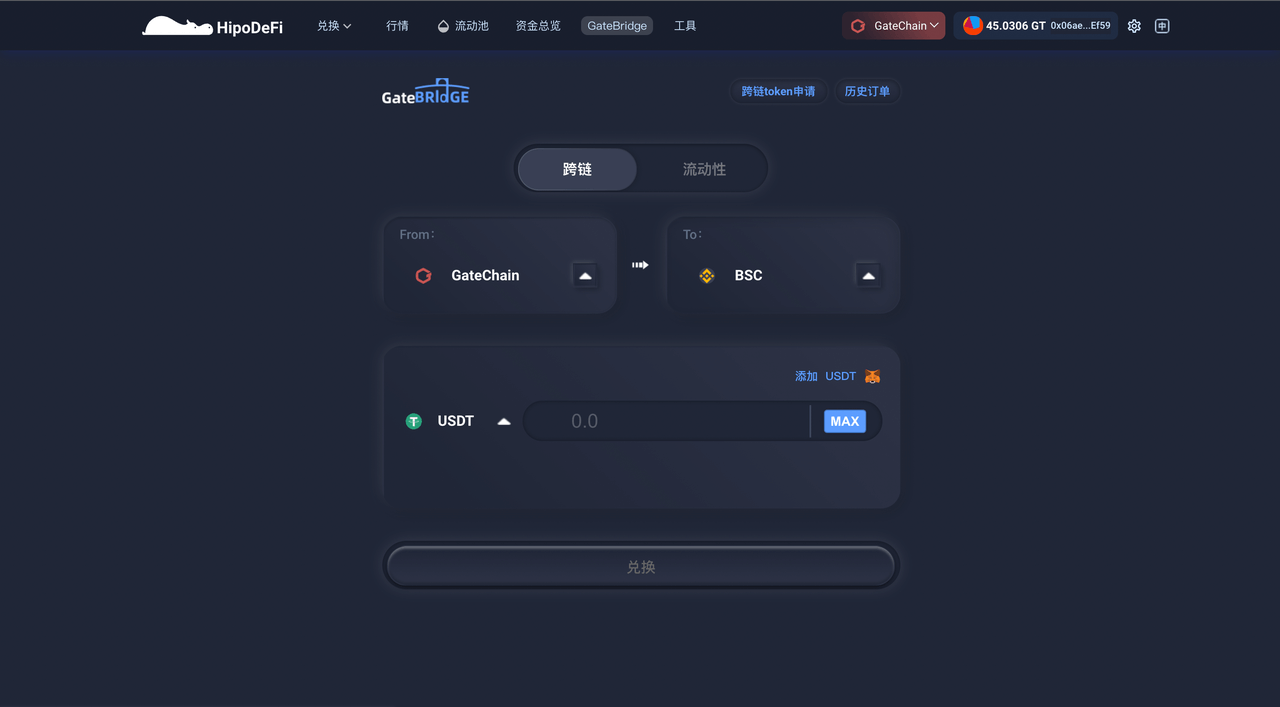 HipoDeFi 兑换 行情 流动池 资金总览 GateBridge 工具 GateChain 45.0306 GT 0x06ae...Ef59 中
GateBRIdGE 跨链token申请 历史订单
跨链 流动性
From： To：
GateChain BSC
添加 USDT
USDT 0.0 MAX
兑换